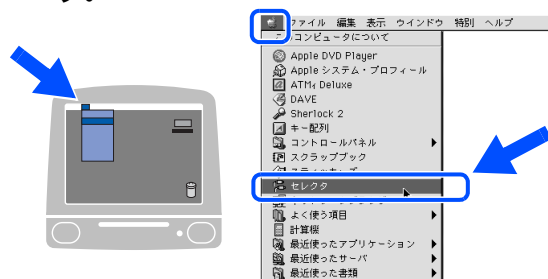 ファイル 編集 表示 ウインドウ 特別 ヘルプ
コンピュータについて
Apple DVD Player
Apple システム・プロフィール
ATM Deluxe
DAVE
Sherlock 2
キー配列
コントロールパネル
スクラップブック
セレクタ
よく使う項目
計算機
最近使ったアプリケーション
最近使ったサーバ
最近使った書類